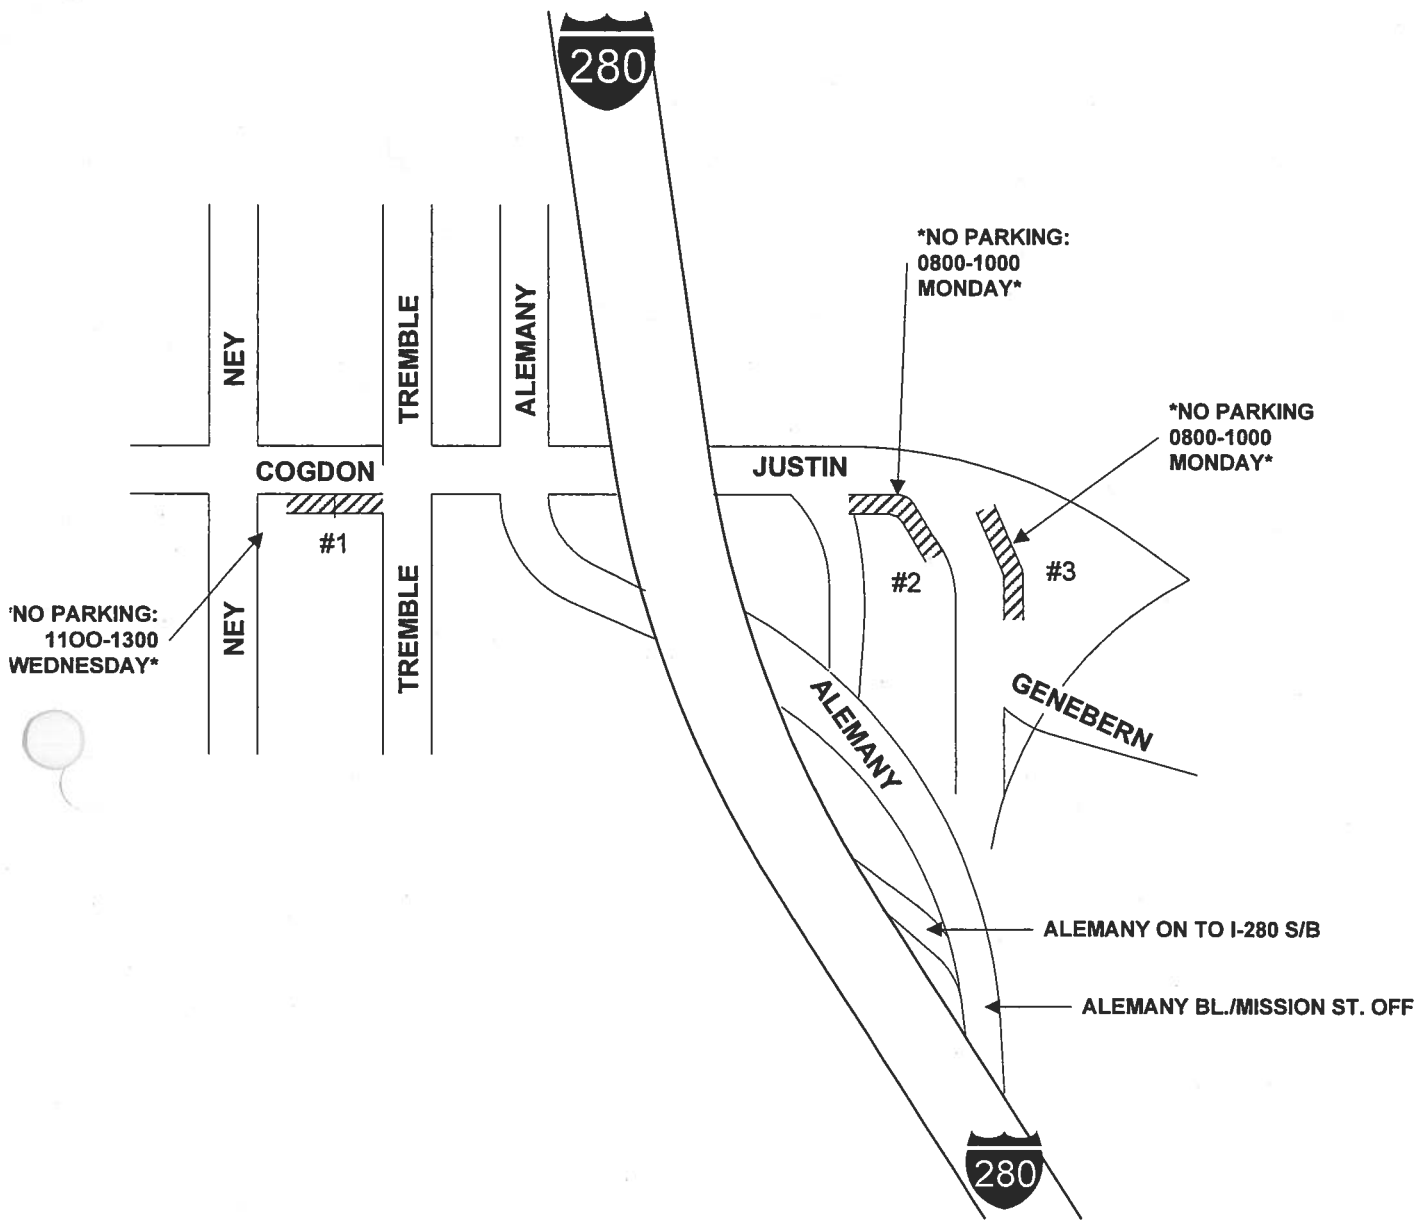 280
*NO PARKING:
0800-1000
MONDAY*
NEY
TREMBLE
ALEMANY
*NO PARKING
0800-1000
MONDAY*
COGDON
JUSTIN
#1
#2
#3
'NO PARKING:
11OO-1300
WEDNESDAY*
NEY
TREMBLE
ALEMANY
GENEBERN
ALEMANY ON TO I-280 S/B
ALEMANY BL./MISSION ST. OFF
280